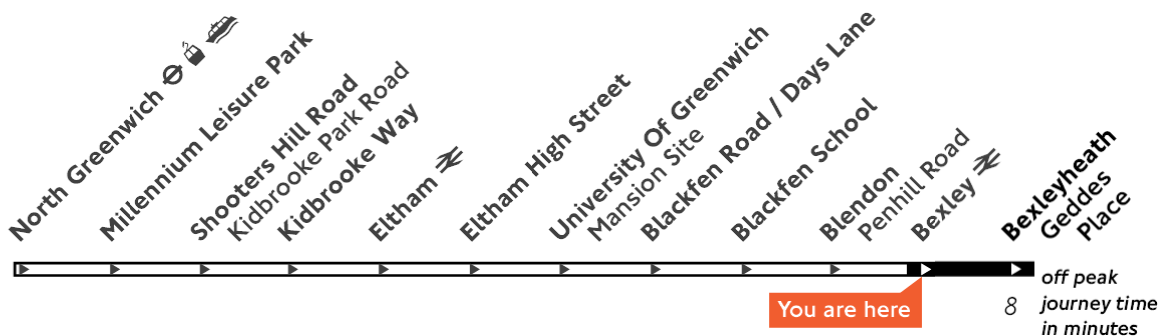 North Greenwich
Millennium Leisure Park
Shooters Hill Road
Kidbrooke Park Road
Kidbrooke Way
Eltham
Eltham High Street
University Of Greenwich
Mansion Site
Blackfen Road / Days Lane
Blackfen School
Blendon
Penhill Road
Bexley
Bexleyheath
Geddes
Place
You are here
8
off peak
journey time
in minutes